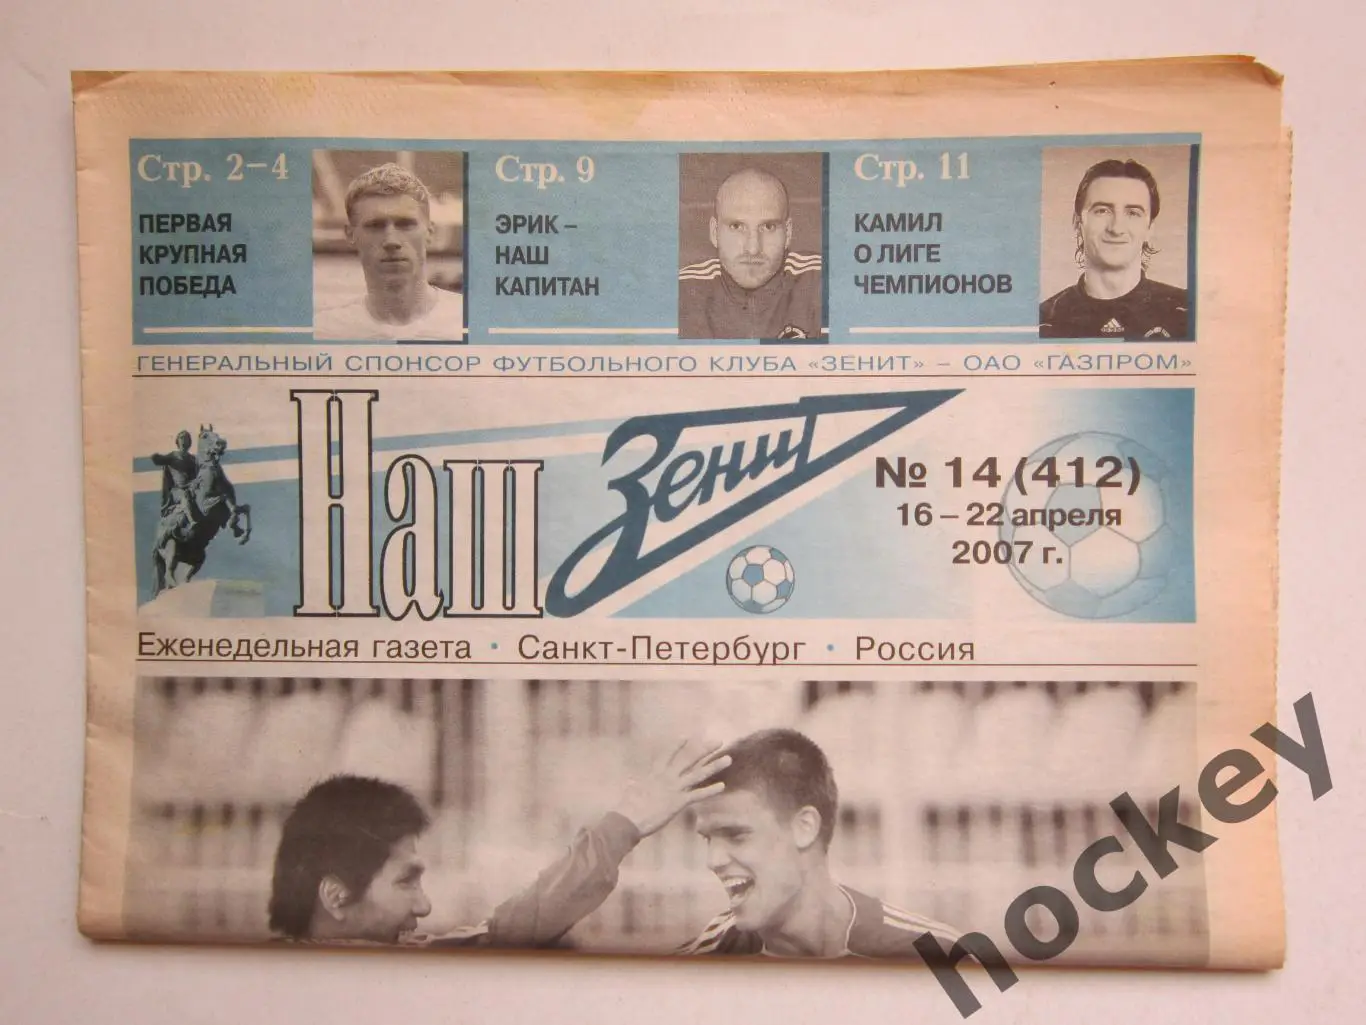 Стр. 2–4
ПЕРВАЯ
КРУПНАЯ
ПОБЕДА
Стр. 9
ЭРИК –
НАШ
КАПИТАН
Стр. 11
КАМИЛ
О ЛИГЕ
ЧЕМПИОНОВ
ГЕНЕРАЛЬНЫЙ СПОНСОР ФУТБОЛЬНОГО КЛУБА «ЗЕНИТ» – ОАО «ГАЗПРОМ»
Наш Зенит
№ 14 (412)
16 – 22 апреля
2007 г.
Еженедельная газета • Санкт-Петербург • Россия
hockey